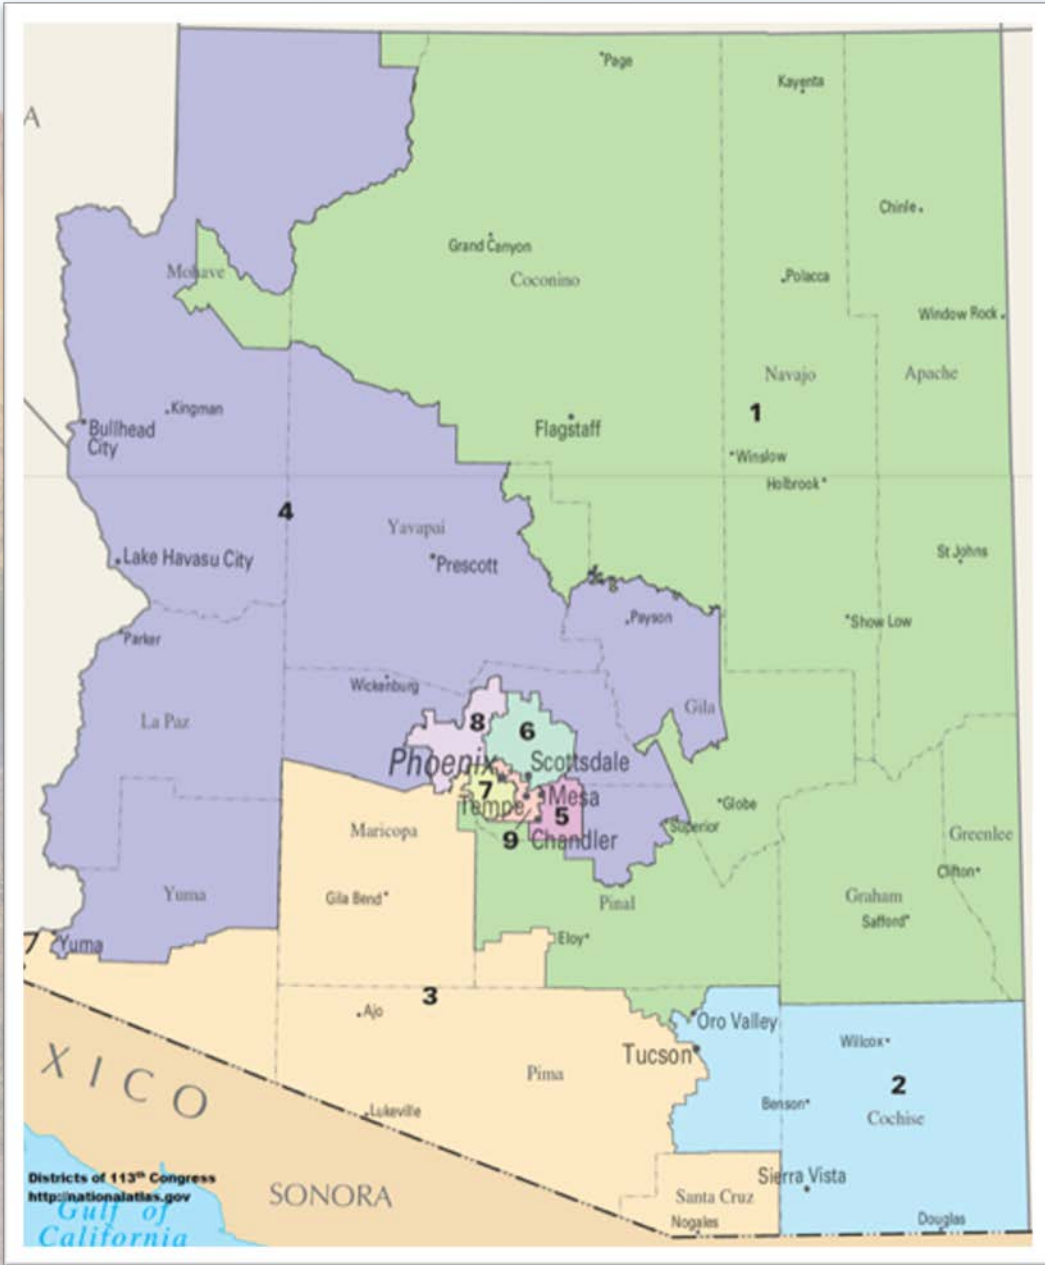 Page
Kayenta
A
Chinle
Grand Canyon
Mohave
Coconino
Polacca
Window Rock
Navajo
Apache
Kingman
1
Bullhead
City
Flagstaff
Winslow
Holbrook
4
Yavapai
Lake Havasu City
Prescott
St Johns
Payson
Show Low
Parker
Wickenburg
La Paz
8
6
Gila
Phoenix
Scottsdale
7
Mesa
Tempe
5
Globe
Superior
Maricopa
9
Chandler
Greenlee
Clifton
Yuma
Gila Bend
Pinal
Graham
Safford
Eloy
7
Yuma
3
Ajo
Oro Valley
Willcox
Tucson
Pima
2
XICO
Benson
Cochise
Lukeville
Districts of 113th Congress
http://nationalatlas.gov
SONORA
Sierra Vista
Santa Cruz
Gulf of
California
Nogales
Douglas